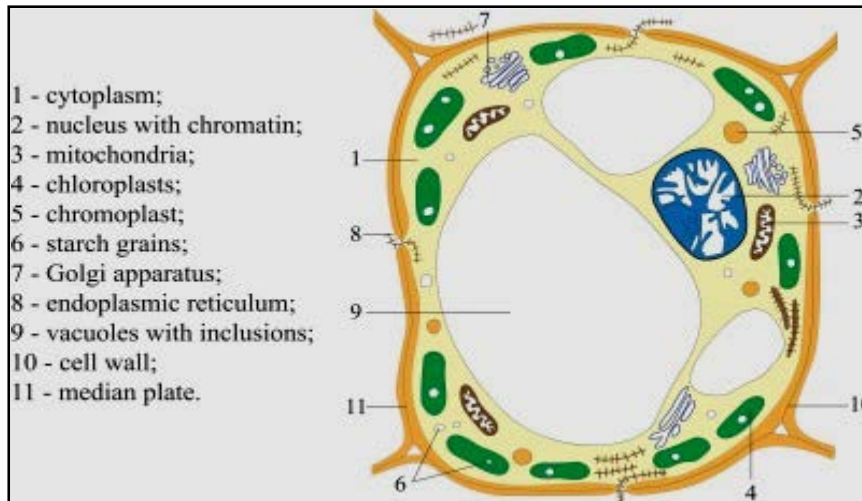 1 - cytoplasm;
2 - nucleus with chromatin;
3 - mitochondria;
4 - chloroplasts;
5 - chromoplast;
6 - starch grains;
7 - Golgi apparatus;
8 - endoplasmic reticulum;
9 - vacuoles with inclusions;
10 - cell wall;
11 - median plate.
7
1
5
2
3
8
9
11
10
6
4